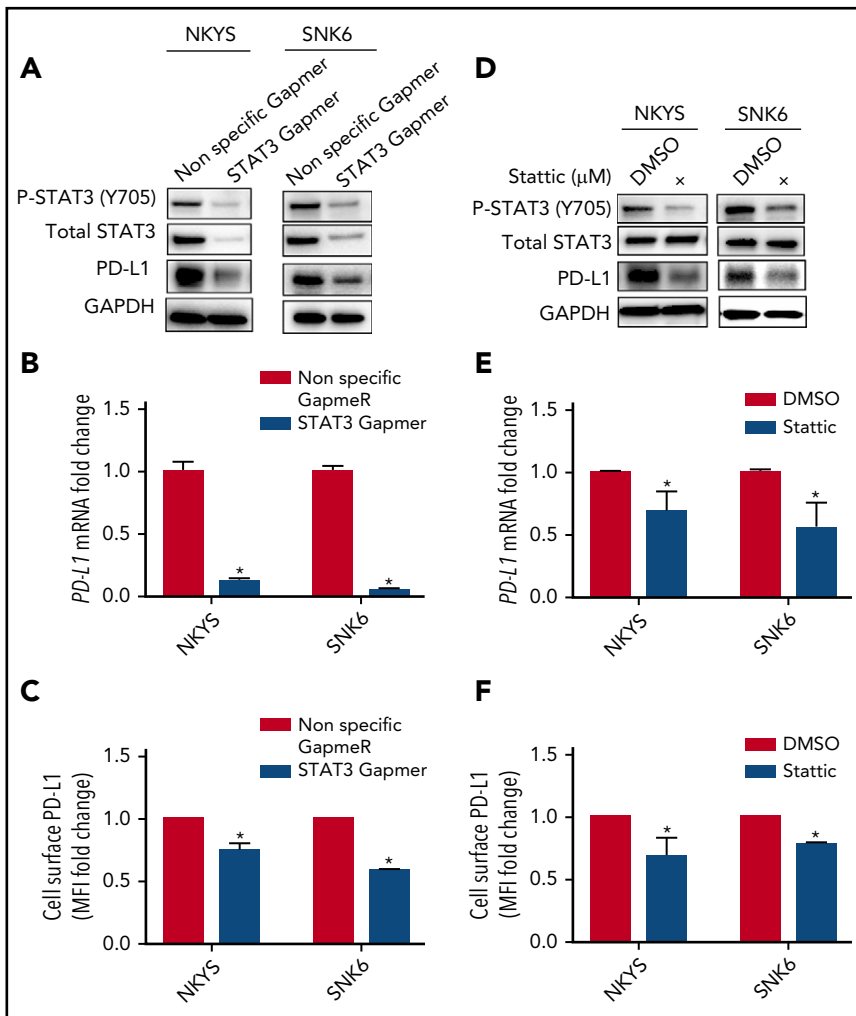 A
NKYS
SNK6
Non specific Gapmer
STAT3 Gapmer
Non specific Gapmer
STAT3 Gapmer
P-STAT3 (Y705)
Total STAT3
PD-L1
GAPDH
B
Non specific
GapmeR
STAT3 Gapmer
PD-L1 mRNA fold change
1.5
1.0
0.5
0.0
*
*
NKYS
SNK6
C
Non specific
GapmeR
STAT3 Gapmer
Cell surface PD-L1
(MFI fold change)
1.5
1.0
0.5
0.0
*
*
NKYS
SNK6
D
NKYS
SNK6
Stattic (μM)
DMSO
×
DMSO
×
P-STAT3 (Y705)
Total STAT3
PD-L1
GAPDH
E
DMSO
Stattic
PD-L1 mRNA fold change
1.5
1.0
0.5
0.0
*
*
NKYS
SNK6
F
DMSO
Stattic
Cell surface PD-L1
(MFI fold change)
1.5
1.0
0.5
0.0
*
*
NKYS
SNK6